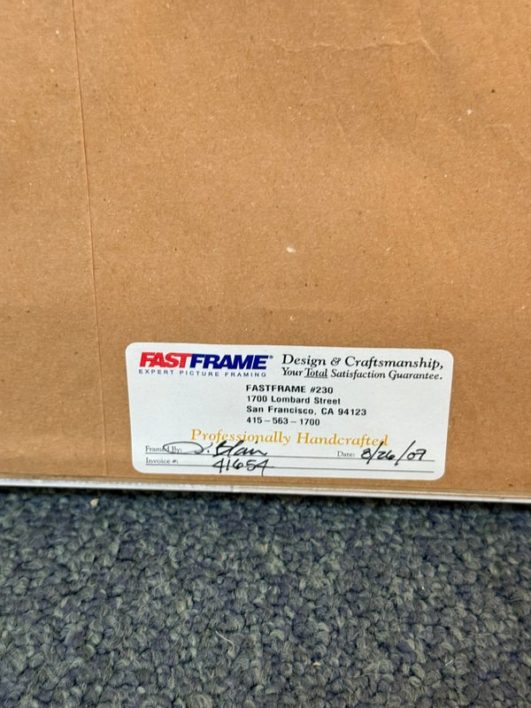 FASTFRAME®
EXPERT PICTURE FRAMING
Design & Craftsmanship,
Your Total Satisfaction Guarantee.
FASTFRAME #230
1700 Lombard Street
San Francisco, CA 94123
415-563-1700
Professionally Handcrafted
Framed By: Date: 8/26/09
Invoice #: 41654